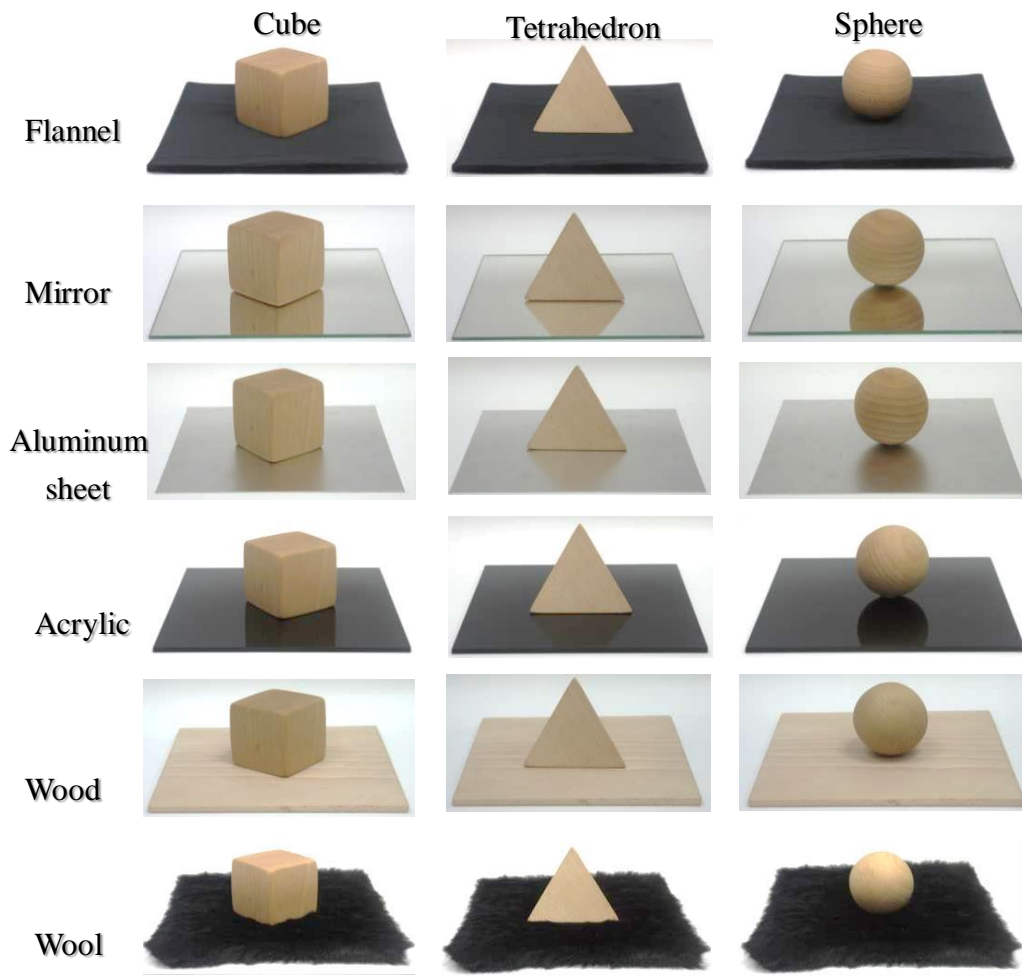 Cube Tetrahedron Sphere
Flannel
Mirror
Aluminum
sheet
Acrylic
Wood
Wool